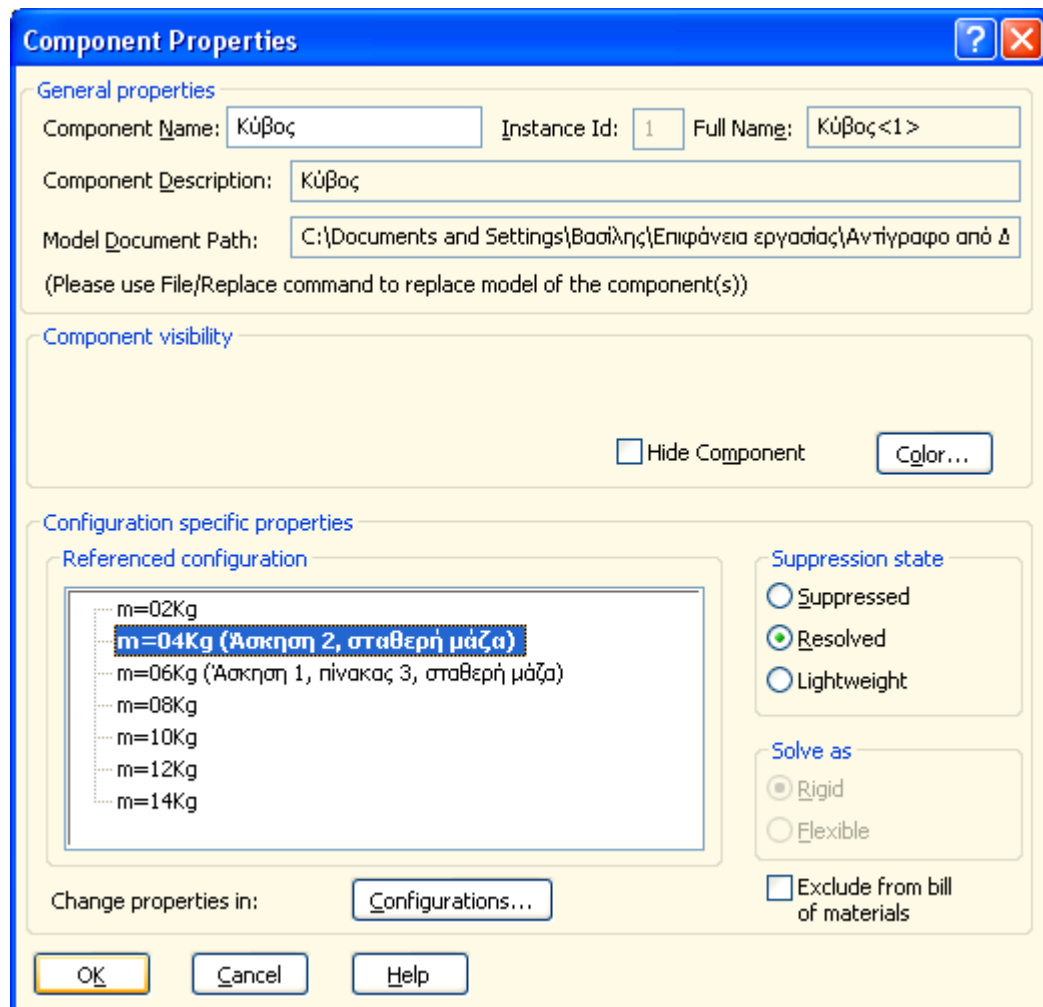 Component Properties
General properties
Component Name: Κύβος Instance Id: 1 Full Name: Κύβος<1>
Component Description: Κύβος
Model Document Path: C:\Documents and Settings\Βασίλης\Επιφάνεια εργασίας\Αντίγραφο από Δ
(Please use File/Replace command to replace model of the component(s))
Component visibility
Hide Component Color...
Configuration specific properties
Referenced configuration
m=02Kg
m=04Kg (Άσκηση 2, σταθερή μάζα)
m=06Kg (Άσκηση 1, πίνακας 3, σταθερή μάζα)
m=08Kg
m=10Kg
m=12Kg
m=14Kg
Suppression state
Suppressed
Resolved
Lightweight
Solve as
Rigid
Flexible
Change properties in: Configurations...
Exclude from bill
of materials
OK Cancel Help